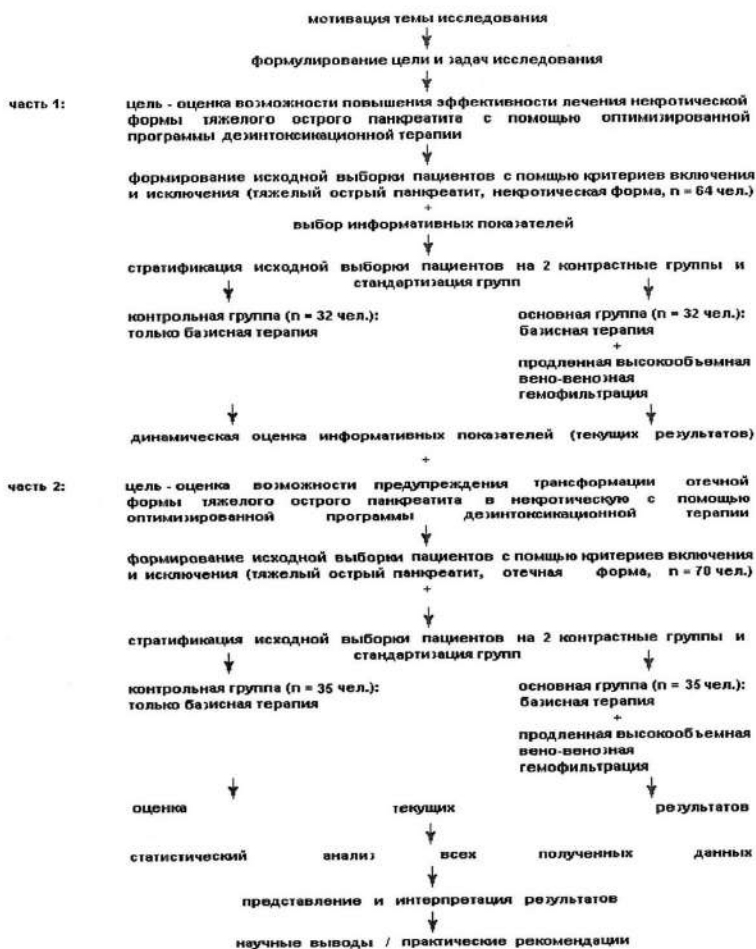 мотивация темы исследования
формулирование цели и задач исследования
часть 1: цель - оценка возможности повышения эффективности лечения некротической
формы тяжелого острого панкреатита с помощью оптимизированной
программы дезинтоксикационной терапии
формирование исходной выборки пациентов с помщью критериев включения
и исключения (тяжелый острый панкреатит, некротическая форма, n = 64 чел.)
+
выбор информативных показателей
стратификация исходной выборки пациентов на 2 контрастные группы и
стандартизация групп
контрольная группа (n = 32 чел.):
только базисная терапия
основная группа (n = 32 чел.):
базисная терапия
+
продленная высокообъемная
вено-венозная
гемофильтрация
динамическая оценка информативных показателей (текущих результатов)
+
часть 2: цель - оценка возможности предупреждения трансформации отечной
формы тяжелого острого панкреатита в некротическую с помощью
оптимизированной программы дезинтоксикационной терапии
формирование исходной выборки пациентов с помщью критериев включения
и исключения (тяжелый острый панкреатит, отечная форма, n = 70 чел.)
+
стратификация исходной выборки пациентов на 2 контрастные группы и
стандартизация групп
контрольная группа (n = 35 чел.):
только базисная терапия
основная группа (n = 35 чел.):
базисная терапия
+
продленная высокообъемная
вено-венозная
гемофильтрация
оценка текущих результатов
статистический анализ всех полученных данных
представление и интерпретация результатов
научные выводы / практические рекомендации